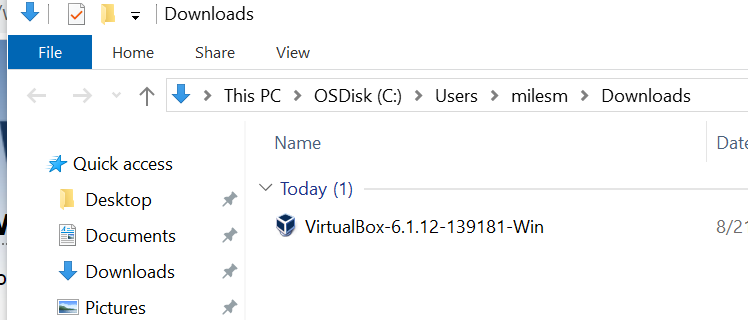 Downloads
File Home Share View
This PC > OSDisk (C:) > Users > milesm > Downloads
Name Date
Quick access
Today (1)
Desktop
VirtualBox-6.1.12-139181-Win 8/21
Documents
Downloads
Pictures